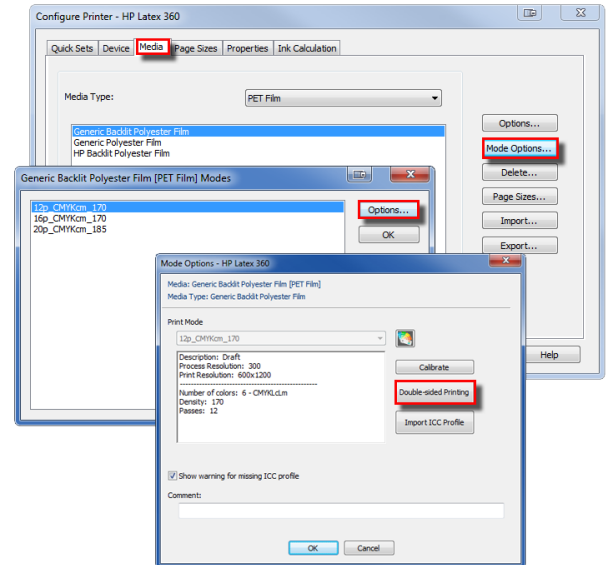 Configure Printer - HP Latex 360
Quick Sets Device Media Page Sizes Properties Ink Calculation
Media Type: PET Film
Generic Backlit Polyester Film
Generic Polyester Film
HP Backlit Polyester Film
Options...
Mode Options...
Delete...
Page Sizes...
Import...
Export...
Help
Generic Backlit Polyester Film [PET Film] Modes
12p_CMYKcm_170
16p_CMYKcm_170
20p_CMYKcm_185
Options...
OK
Mode Options - HP Latex 360
Media: Generic Backlit Polyester Film [PET Film]
Media Type: Generic Backlit Polyester Film
Print Mode
12p_CMYKcm_170
Description: Draft
Process Resolution: 300
Print Resolution: 600x1200
--------------------------------------------------
Number of colors: 6 - CMYKLcLm
Density: 170
Passes: 12
Calibrate
Double-sided Printing
Import ICC Profile
Show warning for missing ICC profile
Comment:
OK Cancel